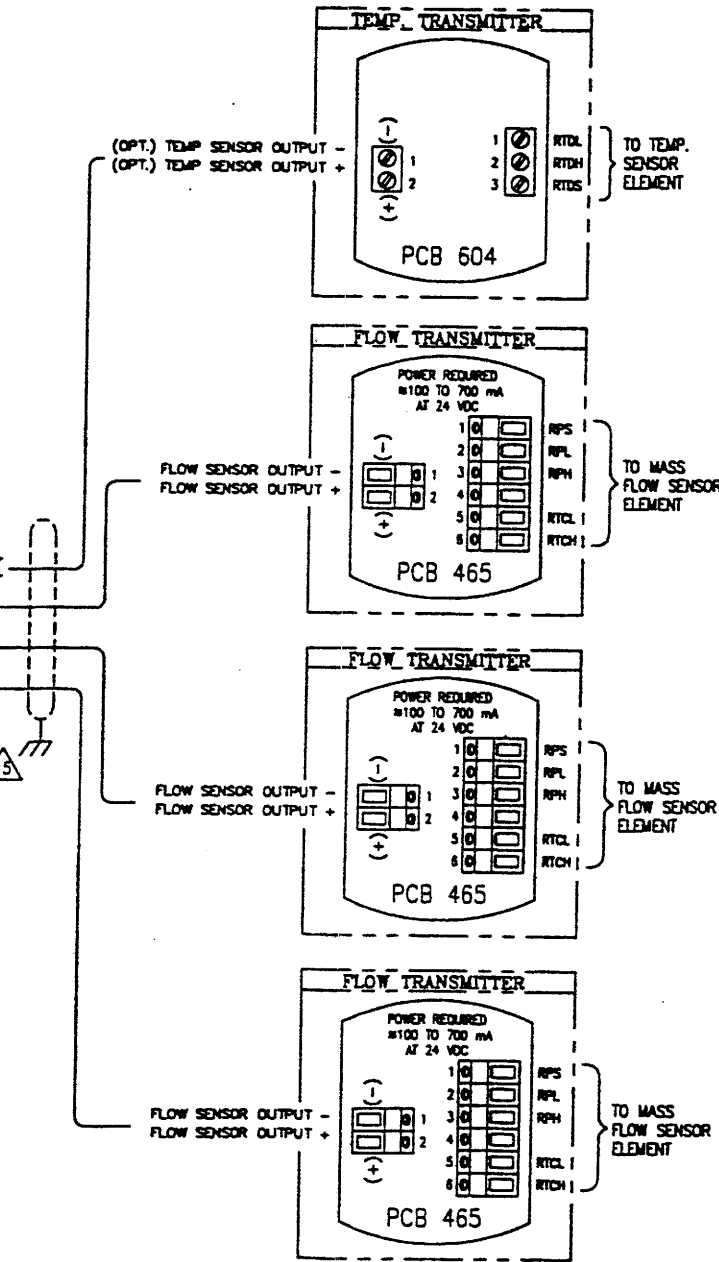 TEMP. TRANSMITTER
(OPT.) TEMP SENSOR OUTPUT -
(OPT.) TEMP SENSOR OUTPUT +
(-)
1
2
(+)
1 RTDL
2 RTDH
3 RTDS
TO TEMP.
SENSOR
ELEMENT
PCB 604
FLOW TRANSMITTER
POWER REQUIRED
≈100 TO 700 mA
AT 24 VDC
FLOW SENSOR OUTPUT -
FLOW SENSOR OUTPUT +
(-)
1
2
(+)
1 RPS
2 RPL
3 RPH
4
5 RTCL
6 RTCH
TO MASS
FLOW SENSOR
ELEMENT
PCB 465
FLOW TRANSMITTER
POWER REQUIRED
≈100 TO 700 mA
AT 24 VDC
FLOW SENSOR OUTPUT -
FLOW SENSOR OUTPUT +
(-)
1
2
(+)
1 RPS
2 RPL
3 RPH
4
5 RTCL
6 RTCH
TO MASS
FLOW SENSOR
ELEMENT
PCB 465
5
FLOW TRANSMITTER
POWER REQUIRED
≈100 TO 700 mA
AT 24 VDC
FLOW SENSOR OUTPUT -
FLOW SENSOR OUTPUT +
(-)
1
2
(+)
1 RPS
2 RPL
3 RPH
4
5 RTCL
6 RTCH
TO MASS
FLOW SENSOR
ELEMENT
PCB 465